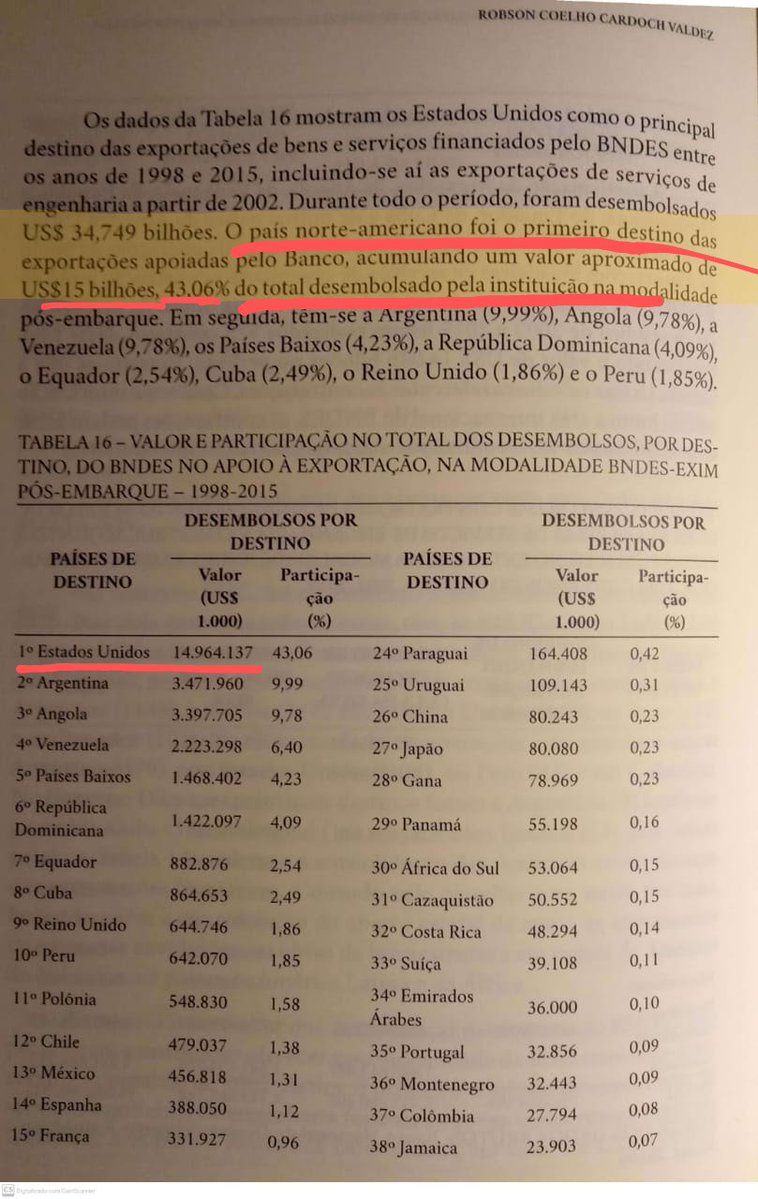 ROBSON COELHO CARDOCH VALDEZ
Os dados da Tabela 16 mostram os Estados Unidos como o principal
destino das exportações de bens e serviços financiados pelo BNDES entre
os anos de 1998 e 2015, incluindo-se aí as exportações de serviços de
engenharia a partir de 2002. Durante todo o período, foram desembolsados
US$ 34,749 bilhões. O país norte-americano foi o primeiro destino das
exportações apoiadas pelo Banco, acumulando um valor aproximado de
US$15 bilhões, 43.06% do total desembolsado pela instituição na modalidade
pós-embarque. Em seguida, têm-se a Argentina (9,99%), Angola (9,78%), a
Venezuela (9,78%), os Países Baixos (4,23%), a República Dominicana (4,09%),
o Equador (2,54%), Cuba (2,49%), o Reino Unido (1,86%) e o Peru (1,85%).
TABELA 16 – VALOR E PARTICIPAÇÃO NO TOTAL DOS DESEMBOLSOS, POR DES-
TINO, DO BNDES NO APOIO À EXPORTAÇÃO, NA MODALIDADE BNDES-EXIM
PÓS-EMBARQUE – 1998-2015
PAÍSES DE DESTINO DESEMBOLSOS POR DESTINO PAÍSES DE DESTINO DESEMBOLSOS POR DESTINO
Valor (US$ 1.000) Participa-ção (%) Valor (US$ 1.000) Participa-ção (%)
1º Estados Unidos 14.964.137 43,06 24º Paraguai 164.408 0,42
2º Argentina 3.471.960 9,99 25º Uruguai 109.143 0,31
3º Angola 3.397.705 9,78 26º China 80.243 0,23
4º Venezuela 2.223.298 6,40 27º Japão 80.080 0,23
5º Países Baixos 1.468.402 4,23 28º Gana 78.969 0,23
6º República Dominicana 1.422.097 4,09 29º Panamá 55.198 0,16
7º Equador 882.876 2,54 30º África do Sul 53.064 0,15
8º Cuba 864.653 2,49 31º Cazaquistão 50.552 0,15
9º Reino Unido 644.746 1,86 32º Costa Rica 48.294 0,14
10º Peru 642.070 1,85 33º Suíça 39.108 0,11
11º Polônia 548.830 1,58 34º Emirados Árabes 36.000 0,10
12º Chile 479.037 1,38 35º Portugal 32.856 0,09
13º México 456.818 1,31 36º Montenegro 32.443 0,09
14º Espanha 388.050 1,12 37º Colômbia 27.794 0,08
15º França 331.927 0,96 38º Jamaica 23.903 0,07
CS Digitalizado com CamScanner